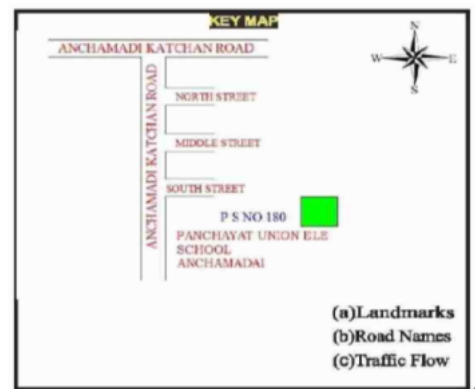 KEY MAP
ANCHAMADI KATCHAN ROAD
N
W
E
S
ANCHAMADI KATCHAN ROAD
NORTH STREET
MIDDLE STREET
SOUTH STREET
P S NO 180
PANCHAYAT UNION ELE
SCHOOL
ANCHAMADAI
(a)Landmarks
(b)Road Names
(c)Traffic Flow